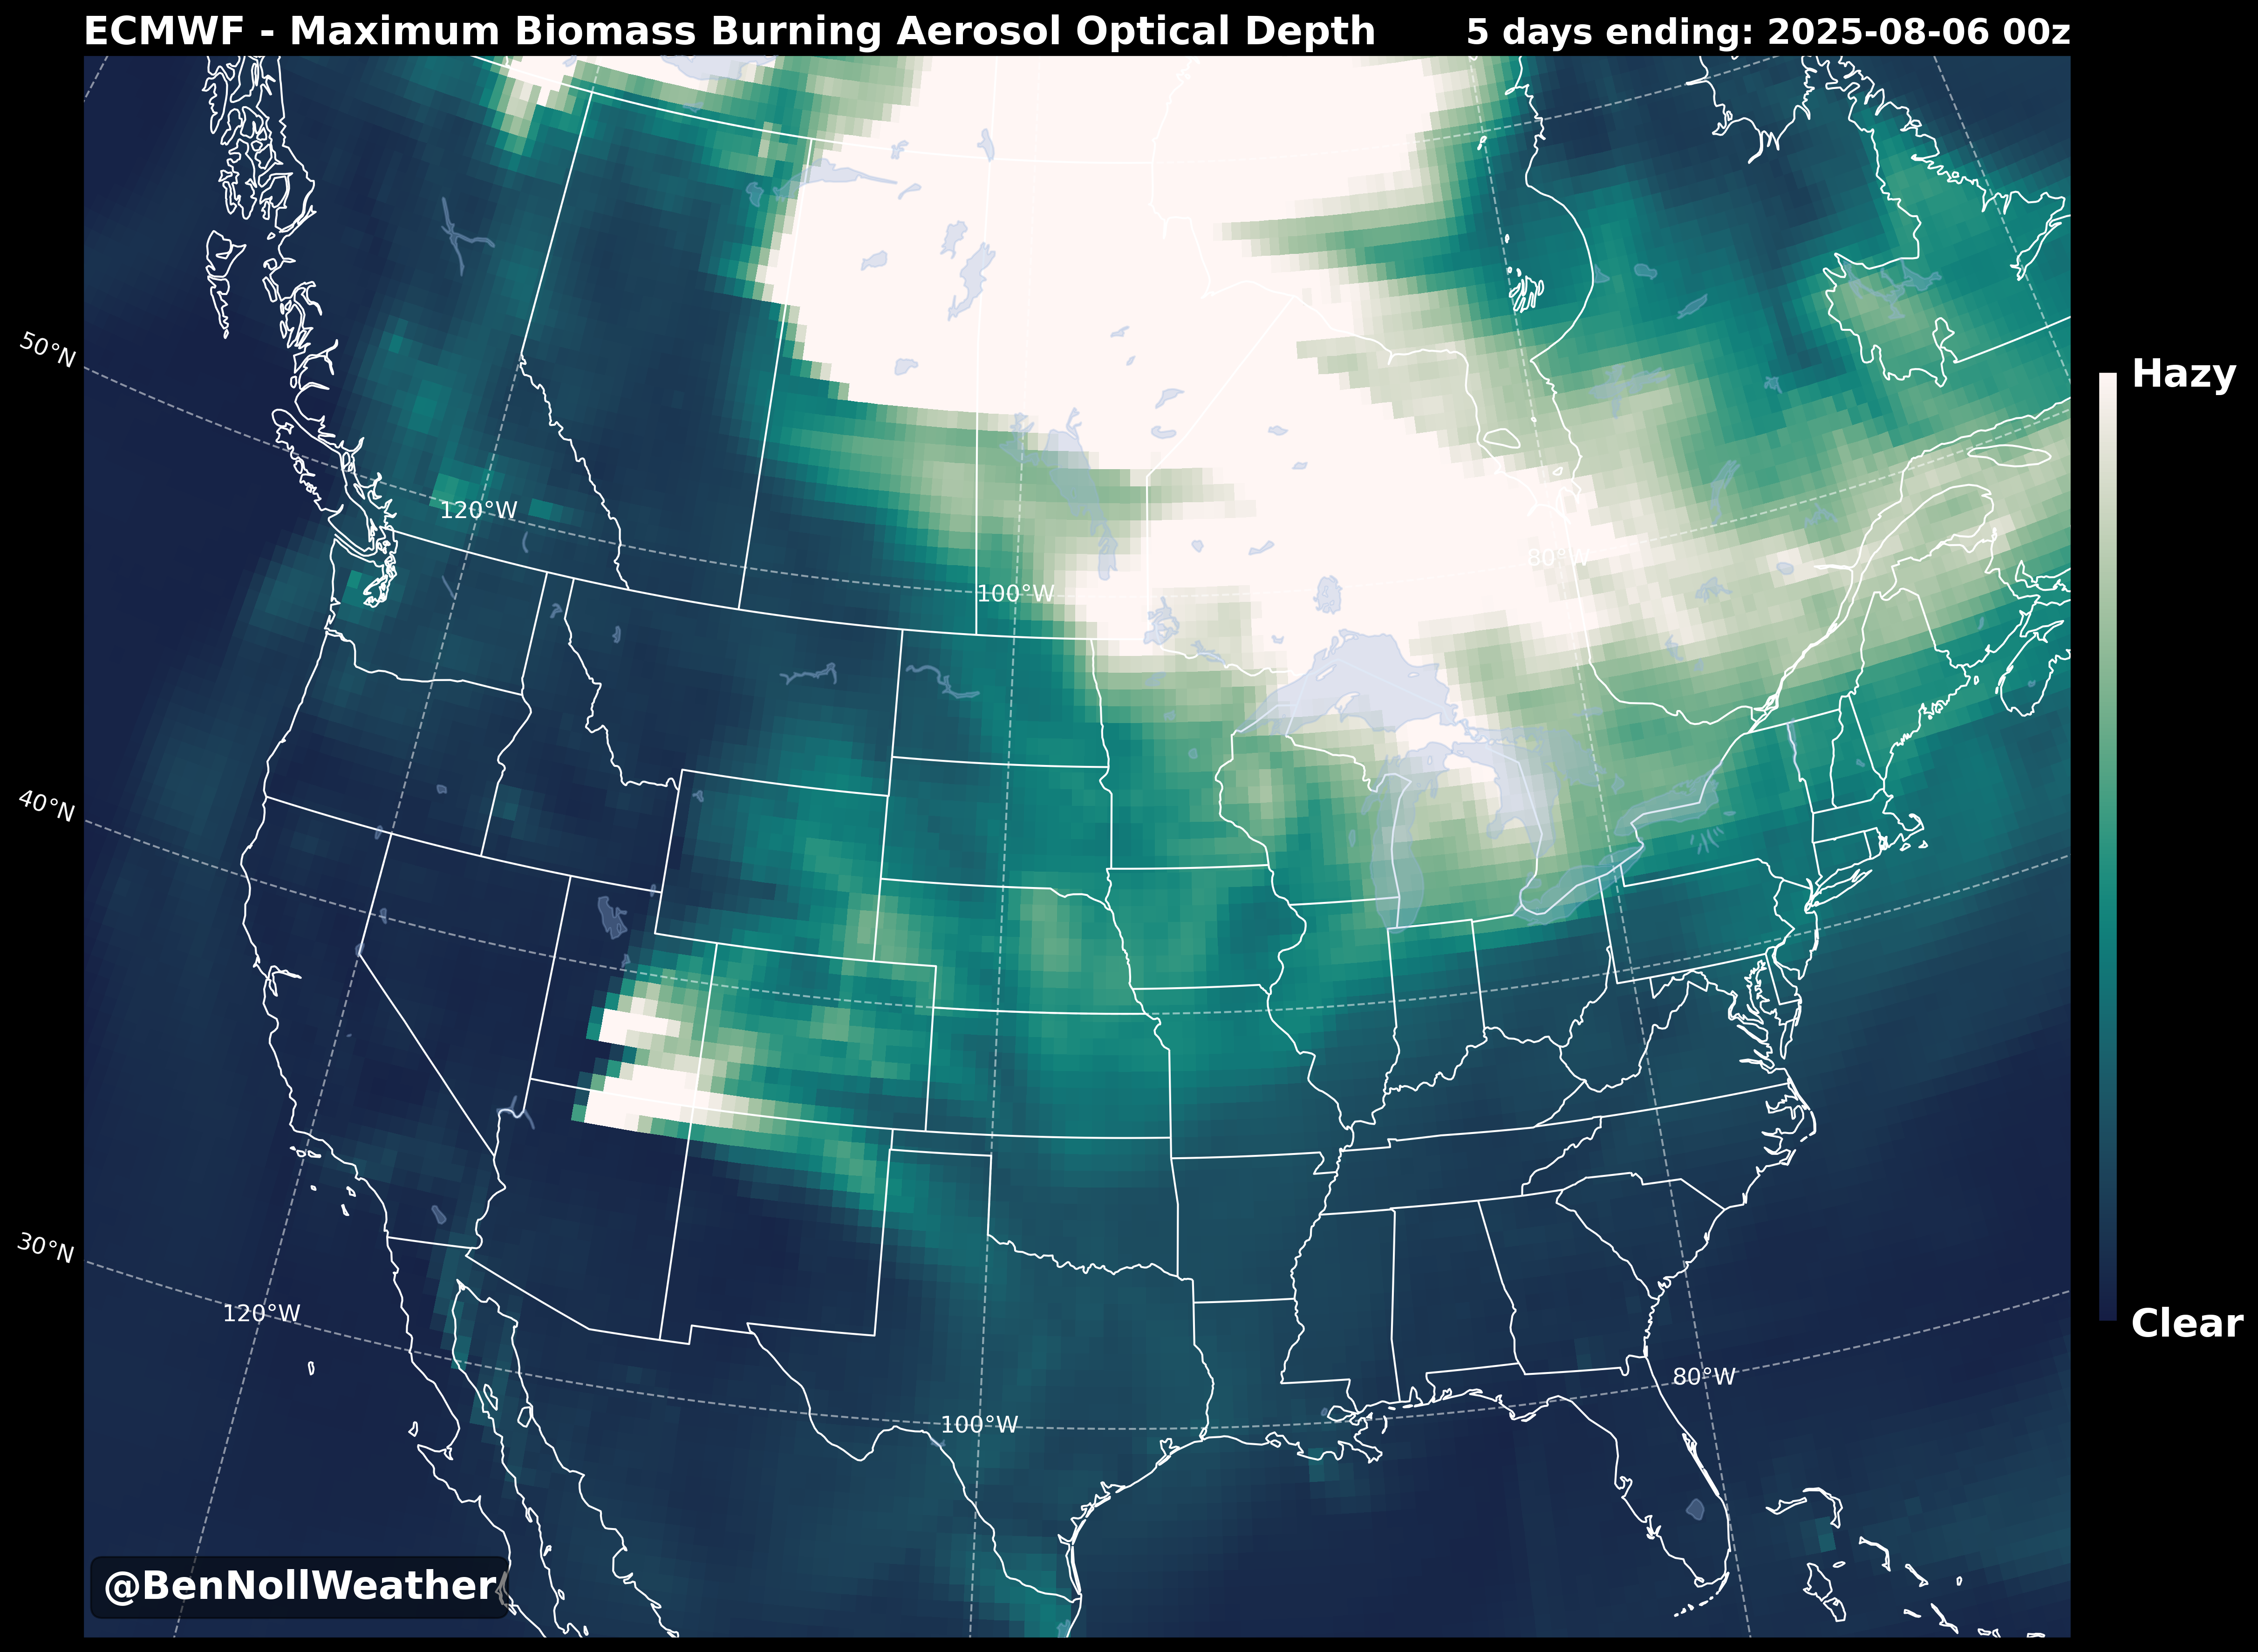 ECMWF - Maximum Biomass Burning Aerosol Optical Depth
5 days ending: 2025-08-06 00z
50°N
Hazy
120°W
80°W
100°W
40°N
30°N
120°W
Clear
80°W
100°W
@BenNollWeather